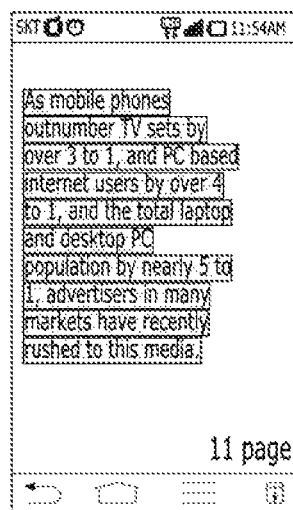 SKT 11:54AM
As mobile phones
outnumber TV sets by
over 3 to 1, and PC based
internet users by over 4
to 1, and the total laptop
and desktop PC
population by nearly 5 to
1, advertisers in many
markets have recently
rushed to this media.
11 page